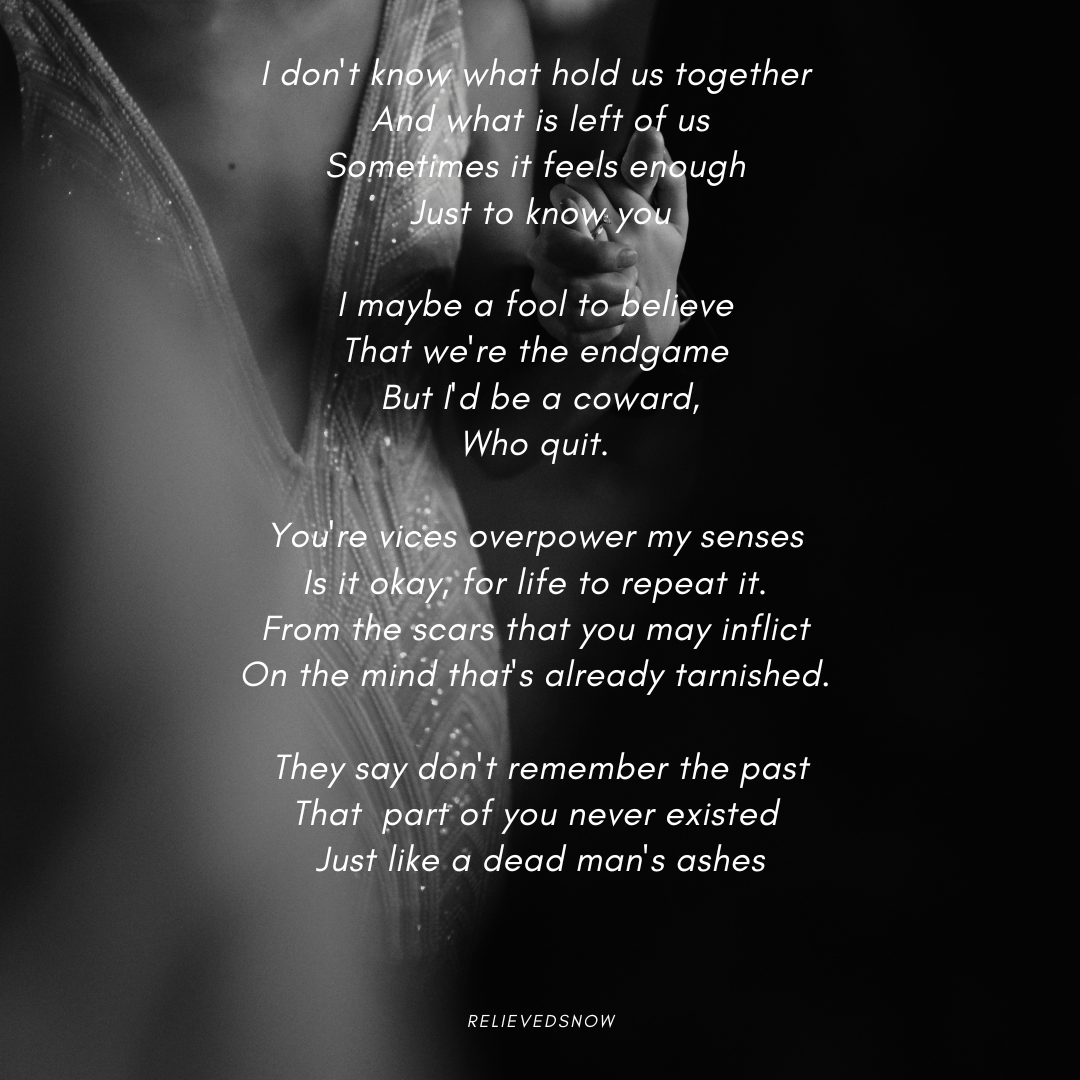 I don't know what hold us together
And what is left of us
Sometimes it feels enough
Just to know you
I maybe a fool to believe
That we're the endgame
But I'd be a coward,
Who quit.
You're vices overpower my senses
Is it okay, for life to repeat it.
From the scars that you may inflict
On the mind that's already tarnished.
They say don't remember the past
That  part of you never existed
Just like a dead man's ashes
RELIEVEDSNOW